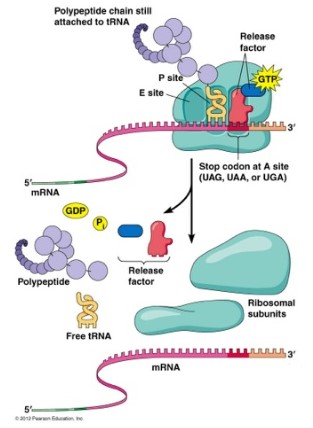 Polypeptide chain still
attached to tRNA
Release
factor
GTP
P site
E site
3′
Stop codon at A site
(UAG, UAA, or UGA)
5′
mRNA
GDP
Pi
Polypeptide
Release
factor
Free tRNA
Ribosomal
subunits
3′
mRNA
5′
© 2012 Pearson Education, Inc.